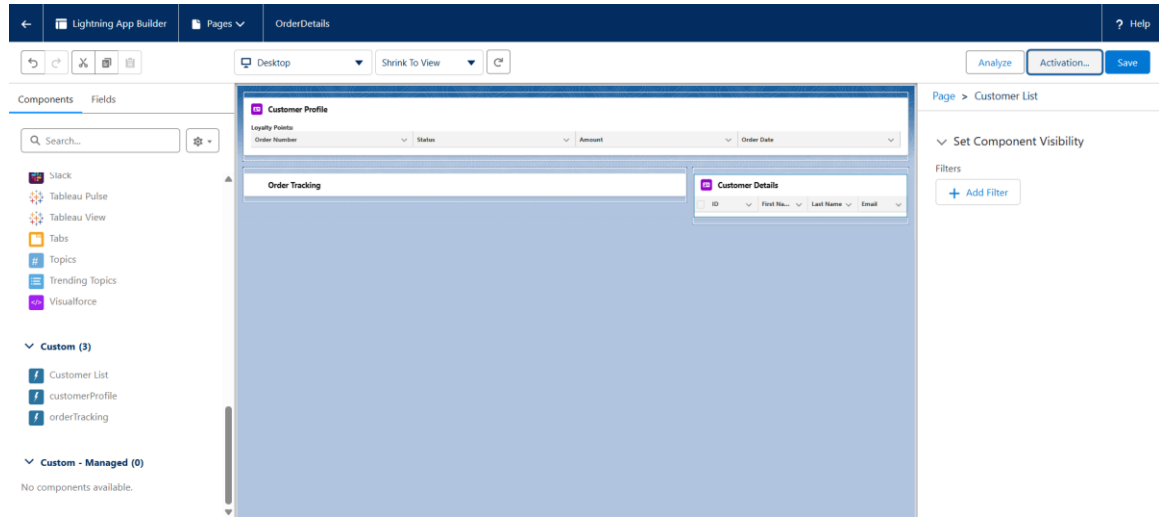 Lightning App Builder
Pages
OrderDetails
? Help
Desktop
Shrink To View
Analyze
Activation...
Save
Components
Fields
Search...
Slack
Tableau Pulse
Tableau View
Tabs
Topics
Trending Topics
Visualforce
Custom (3)
Customer List
customerProfile
orderTracking
Custom - Managed (0)
No components available.
Customer Profile
Loyalty Points:
Order Number Status Amount Order Date
Order Tracking
Customer Details
ID First Na... Last Name Email
Page > Customer List
Set Component Visibility
Filters
+ Add Filter